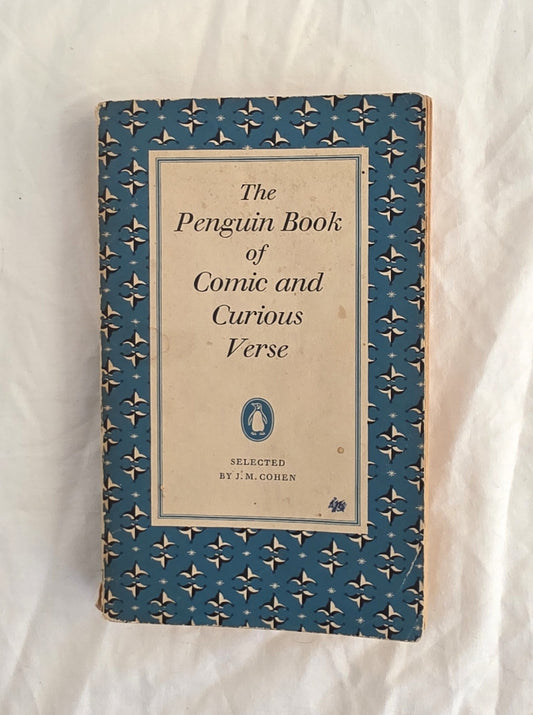 The
Penguin Book
of
Comic and
Curious
Verse
SELECTED
BY J. M. COHEN